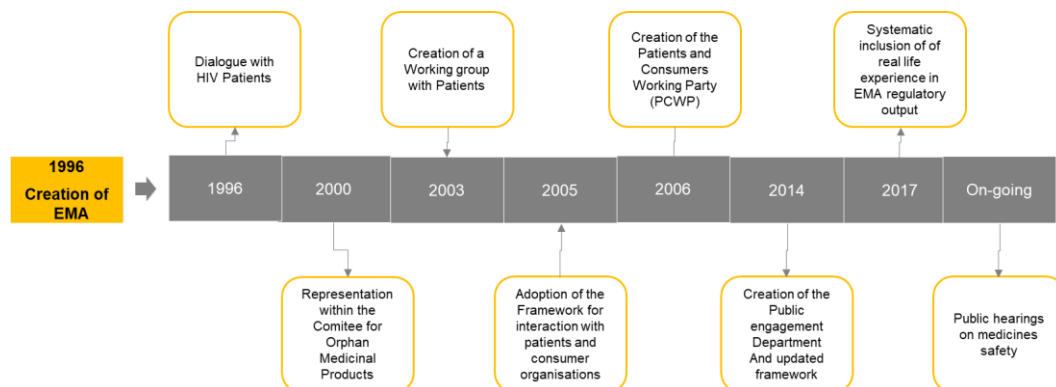 Dialogue with
HIV Patients
Creation of a
Working group
with Patients
Creation of the
Patients and
Consumers
Working Party
(PCWP)
Systematic
inclusion of of
real life
experience in
EMA regulatory
output
1996
Creation of
EMA
1996
2000
2003
2005
2006
2014
2017
On-going
Representation
within the
Comitee for
Orphan
Medicinal
Products
Adoption of the
Framework for
interaction with
patients and
consumer
organisations
Creation of the
Public
engagement
Department
And updated
framework
Public hearings
on medicines
safety